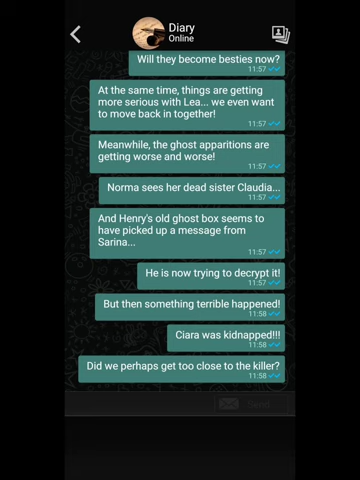 Diary
Online
Will they become besties now?
11:57
At the same time, things are getting
more serious with Lea... we even want
to move back in together!
11:57
Meanwhile, the ghost apparitions are
getting worse and worse!
11:57
Norma sees her dead sister Claudia...
11:57
And Henry's old ghost box seems to
have picked up a message from
Sarina...
11:57
He is now trying to decrypt it!
11:57
But then something terrible happened!
11:58
Ciara was kidnapped!!!
11:58
Did we perhaps get too close to the killer?
11:58
Send